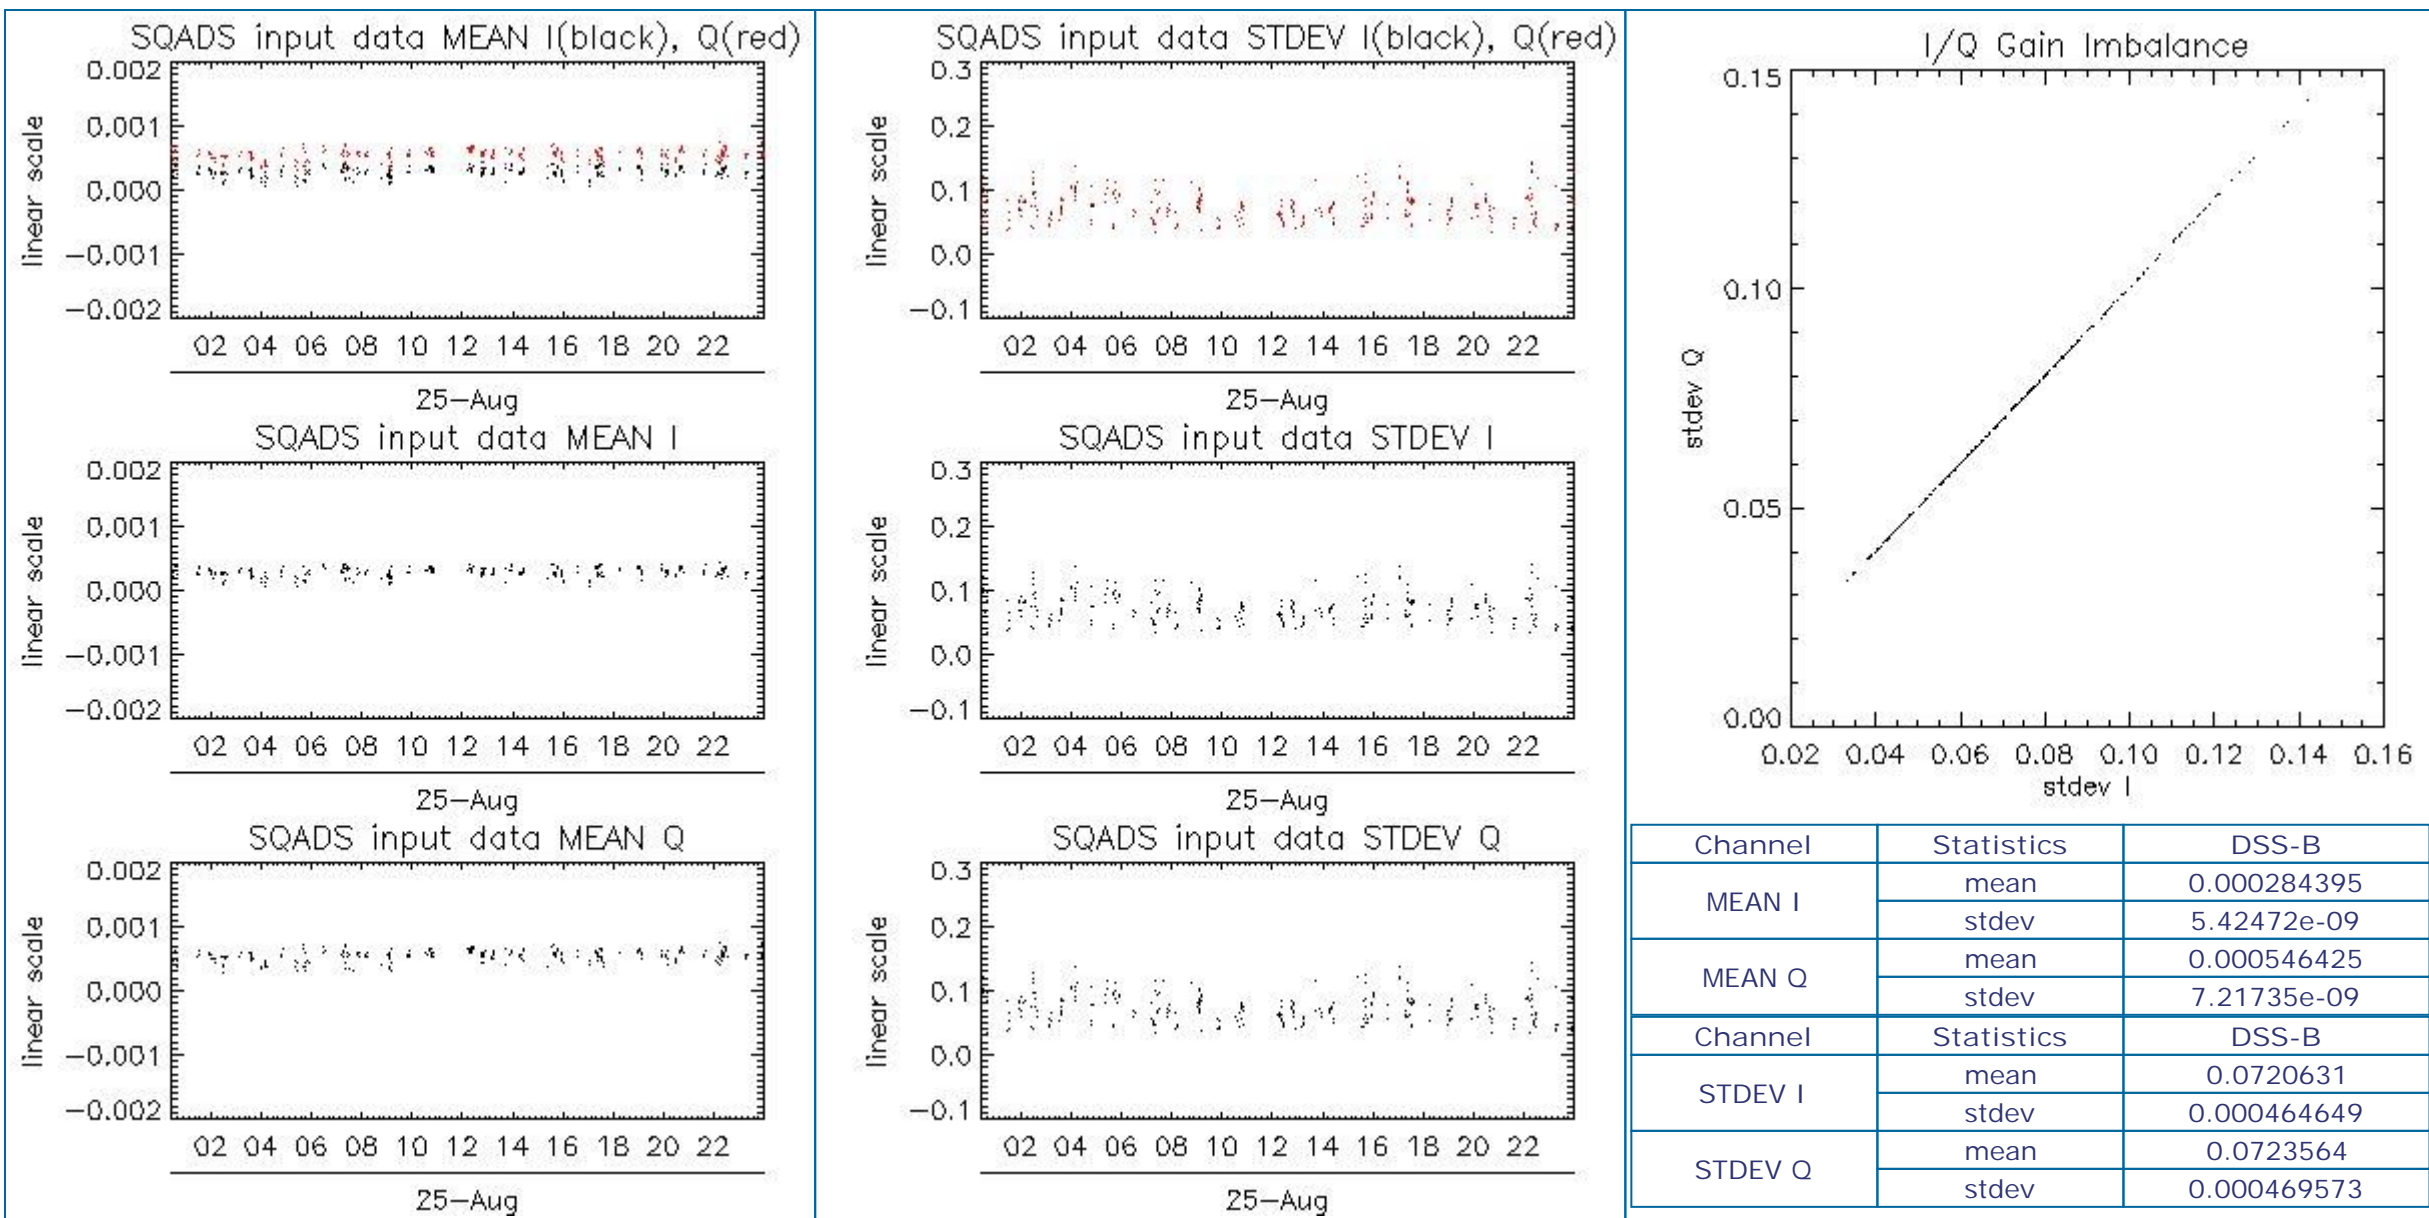 SQADS input data MEAN I(black), Q(red)
0.002
0.001
0.000
-0.001
-0.002
linear scale
02 04 06 08 10 12 14 16 18 20 22
25-Aug
SQADS input data MEAN I
0.002
0.001
0.000
-0.001
-0.002
linear scale
02 04 06 08 10 12 14 16 18 20 22
25-Aug
SQADS input data MEAN Q
0.002
0.001
0.000
-0.001
-0.002
linear scale
02 04 06 08 10 12 14 16 18 20 22
25-Aug
SQADS input data STDEV I(black), Q(red)
0.3
0.2
0.1
0.0
-0.1
linear scale
02 04 06 08 10 12 14 16 18 20 22
25-Aug
SQADS input data STDEV I
0.3
0.2
0.1
0.0
-0.1
linear scale
02 04 06 08 10 12 14 16 18 20 22
25-Aug
SQADS input data STDEV Q
0.3
0.2
0.1
0.0
-0.1
linear scale
02 04 06 08 10 12 14 16 18 20 22
25-Aug
I/Q Gain Imbalance
0.15
0.10
0.05
0.00
stdev Q
0.02 0.04 0.06 0.08 0.10 0.12 0.14 0.16
stdev I
Channel Statistics DSS-B
MEAN I mean 0.000284395
stdev 5.42472e-09
MEAN Q mean 0.000546425
stdev 7.21735e-09
Channel Statistics DSS-B
STDEV I mean 0.0720631
stdev 0.000464649
STDEV Q mean 0.0723564
stdev 0.000469573